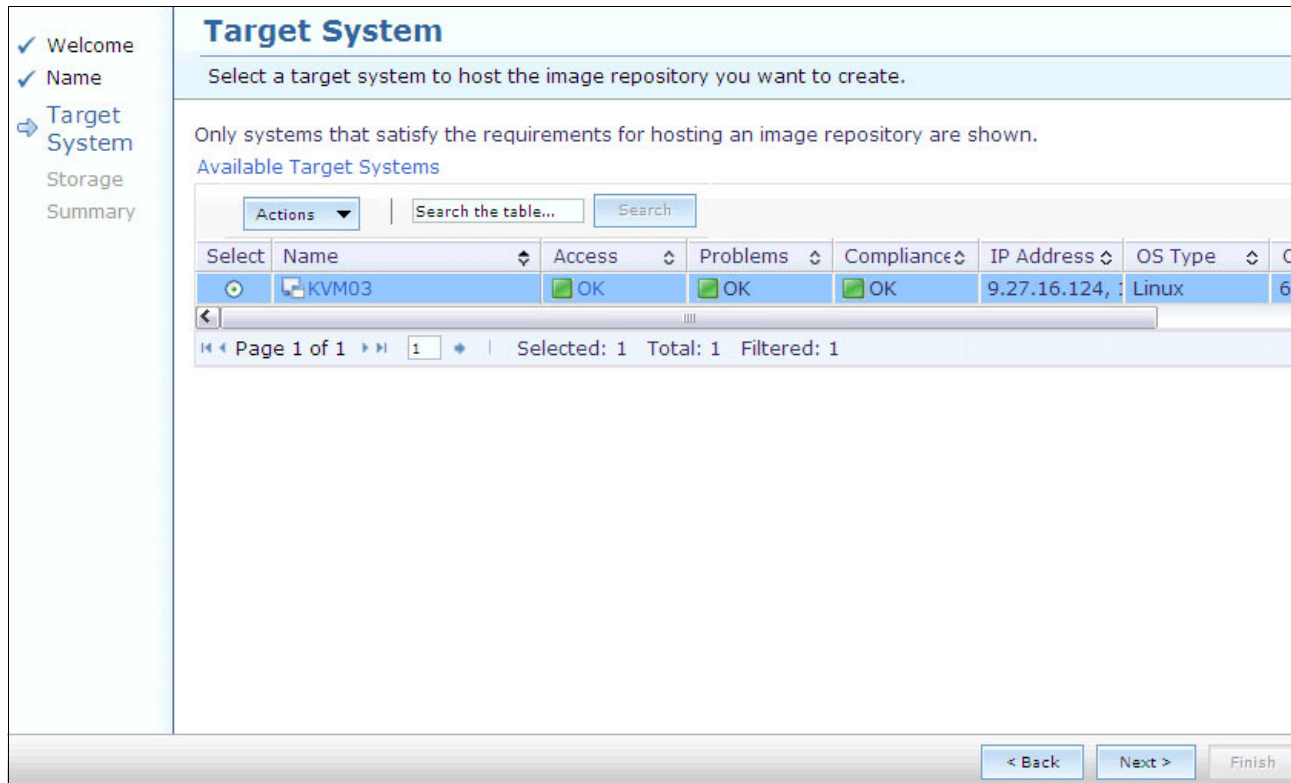 Welcome
Name
Target
System
Storage
Summary
Target System
Select a target system to host the image repository you want to create.
Only systems that satisfy the requirements for hosting an image repository are shown.
Available Target Systems
Actions | Search the table... Search
Select Name Access Problems Compliance IP Address OS Type
KVM03 OK OK OK 9.27.16.124, Linux 6
Page 1 of 1 1 | Selected: 1 Total: 1 Filtered: 1
< Back Next > Finish